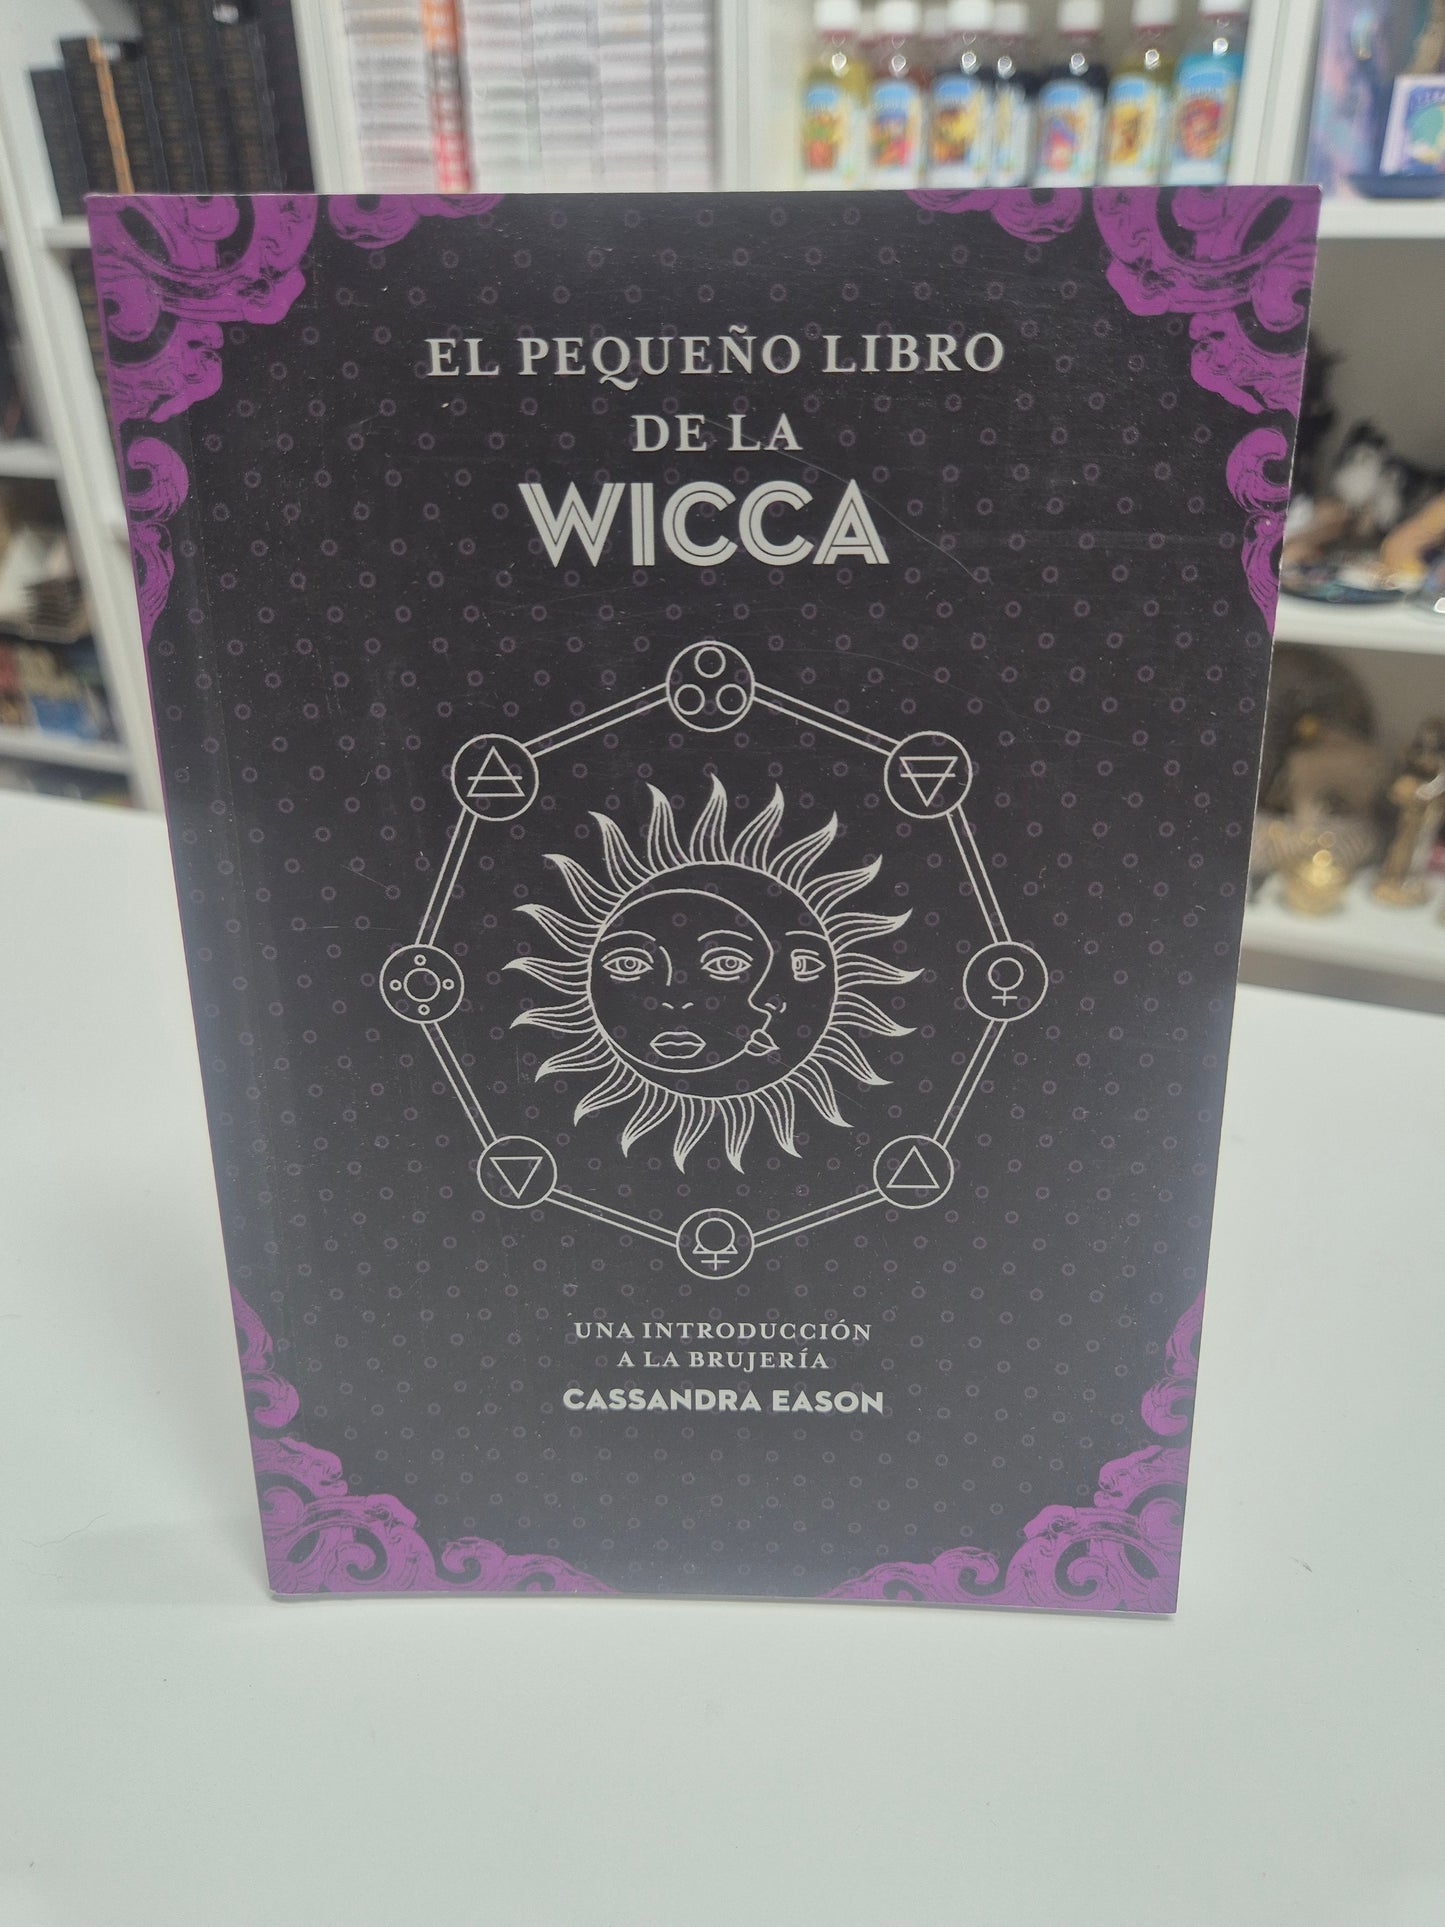 EL PEQUEÑO LIBRO
DE LA
WICCA
UNA INTRODUCCIÓN
A LA BRUJERÍA
CASSANDRA EASON